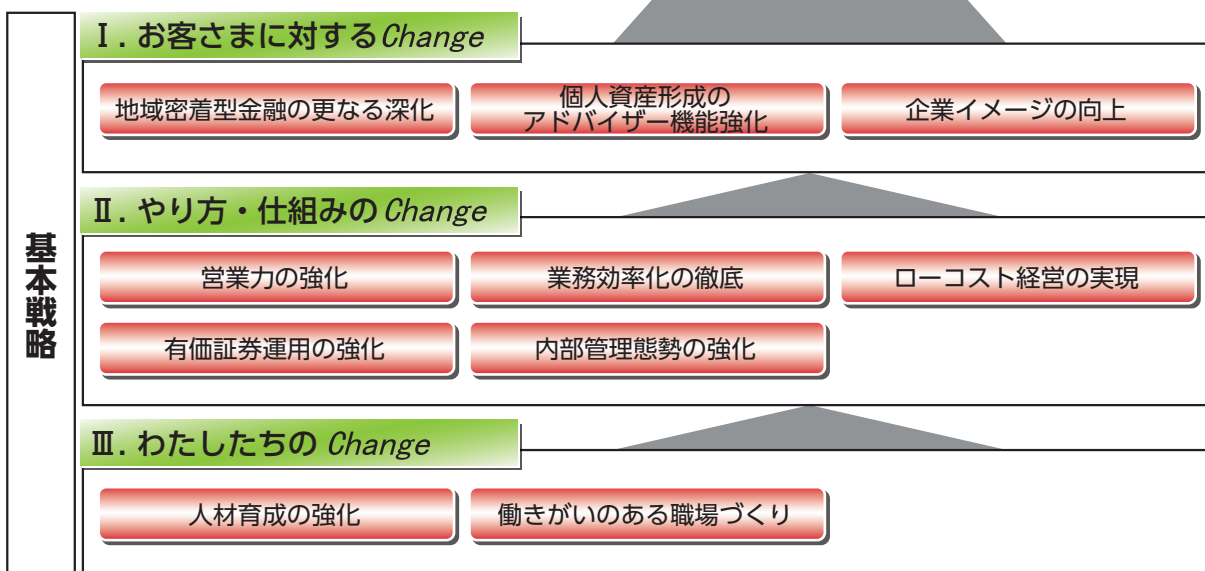 基本戦略
Ⅰ. お客さまに対するChange
地域密着型金融の更なる深化
個人資産形成の
アドバイザー機能強化
企業イメージの向上
Ⅱ. やり方・仕組みのChange
営業力の強化
業務効率化の徹底
ローコスト経営の実現
有価証券運用の強化
内部管理態勢の強化
Ⅲ. わたしたちの Change
人材育成の強化
働きがいのある職場づくり